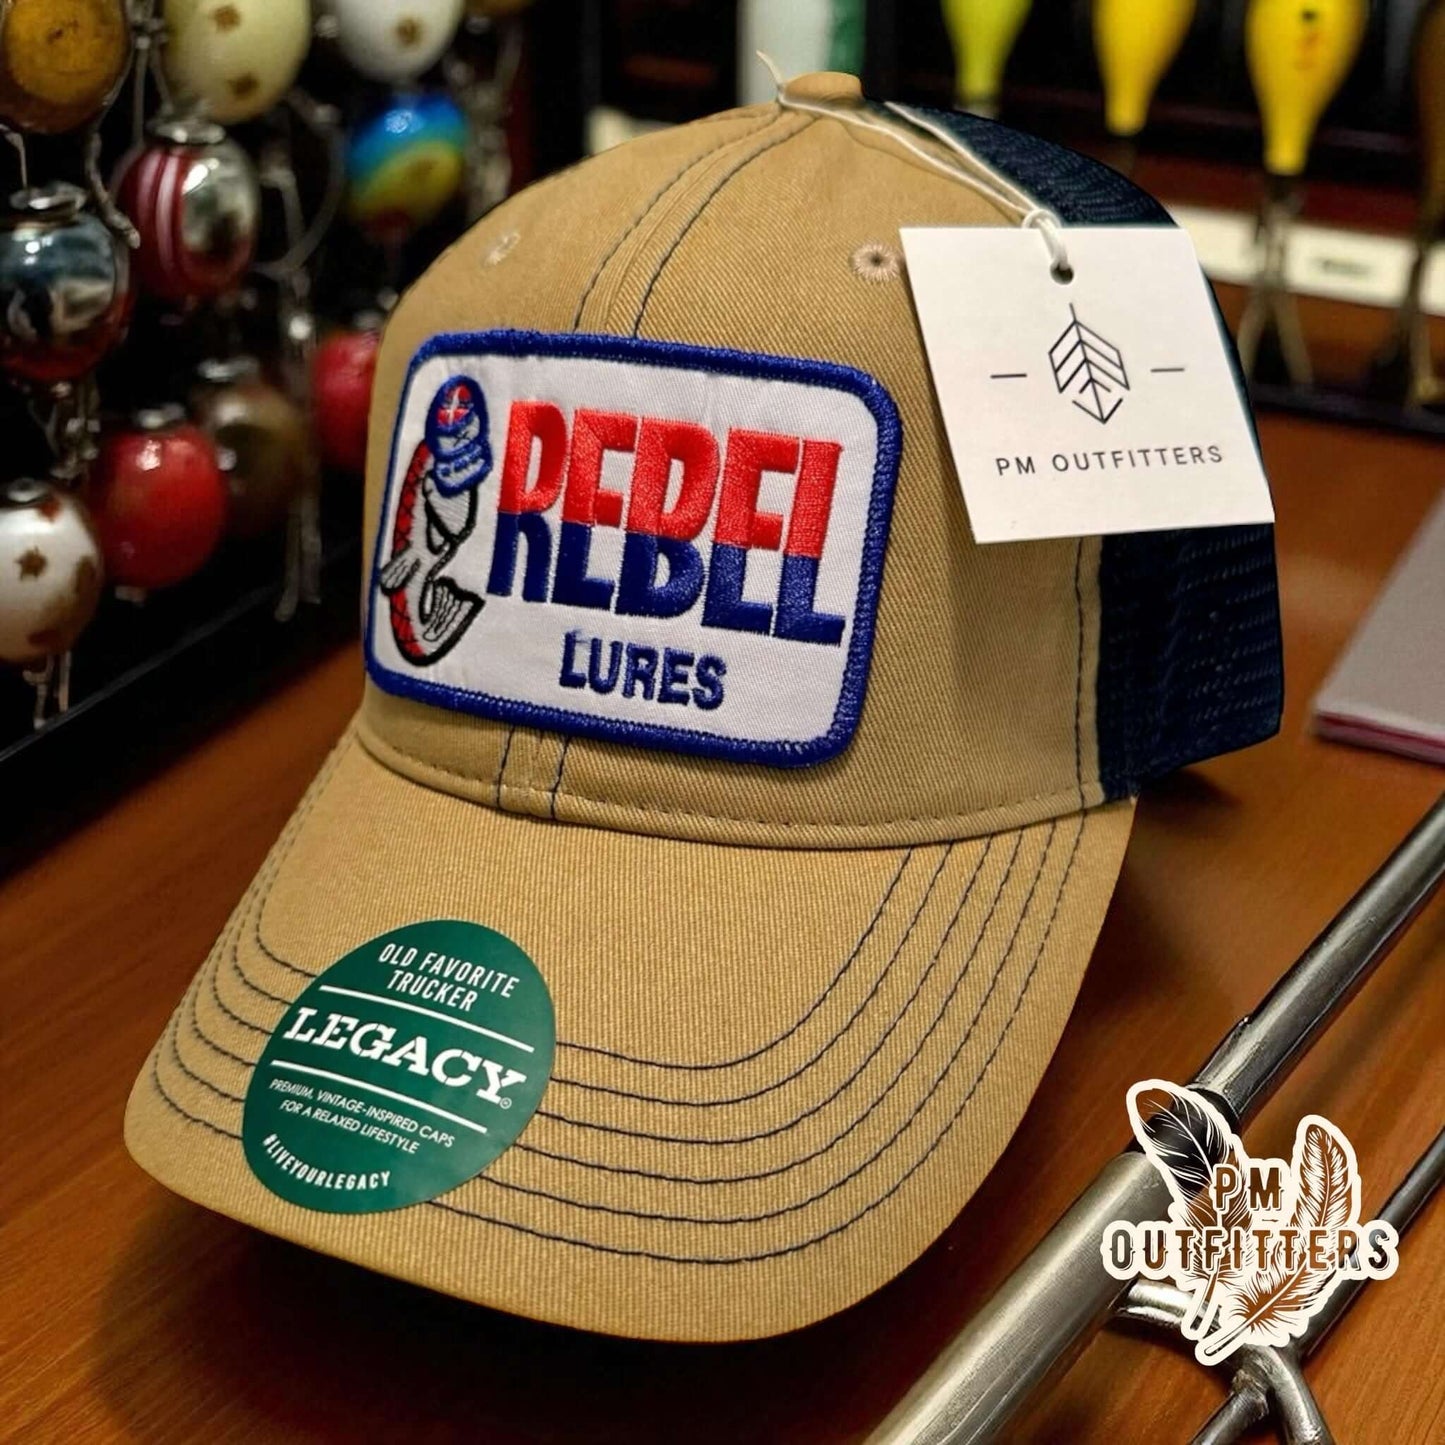 REBEL
LURES
PM OUTFITTERS
OLD FAVORITE
TRUCKER
LEGACY®
PREMIUM, VINTAGE-INSPIRED CAPS
FOR A RELAXED LIFESTYLE
#LIVEYOURLEGACY
PM
OUTFITTERS